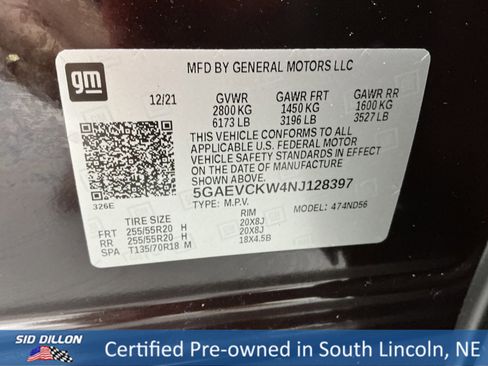 gm
MFD BY GENERAL MOTORS LLC
12/21 GVWR GAWR FRT GAWR RR
2800 KG 1450 KG 1600 KG
6173 LB 3196 LB 3527 LB
THIS VEHICLE CONFORMS TO ALL
APPLICABLE U.S. FEDERAL MOTOR
VEHICLE SAFETY STANDARDS IN EFFECT
ON THE DATE OF MANUFACTURE
SHOWN ABOVE.
326E 5GAEVCKW4NJ128397
TYPE: M.P.V. MODEL: 474ND56
TIRE SIZE RIM
FRT 255/55R20 H 20X8J
RR 255/55R20 H 20X8J
SPA T135/70R18 M 18X4.5B
SID DILLON
Certified Pre-owned in South Lincoln, NE